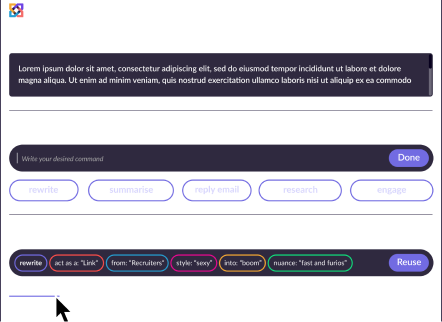 Lorem ipsum dolor sit amet, consectetur adipiscing elit, sed do eiusmod tempor incididunt ut labore et dolore
magna aliqua. Ut enim ad minim veniam, quis nostrud exercitation ullamco laboris nisi ut aliquip ex ea commodo
Write your desired command
Done
rewrite summarise reply email research engage
rewrite act as a: "Link" from: "Recruiters" style: "sexy" into: "boom" nuance: "fast and furios" Reuse